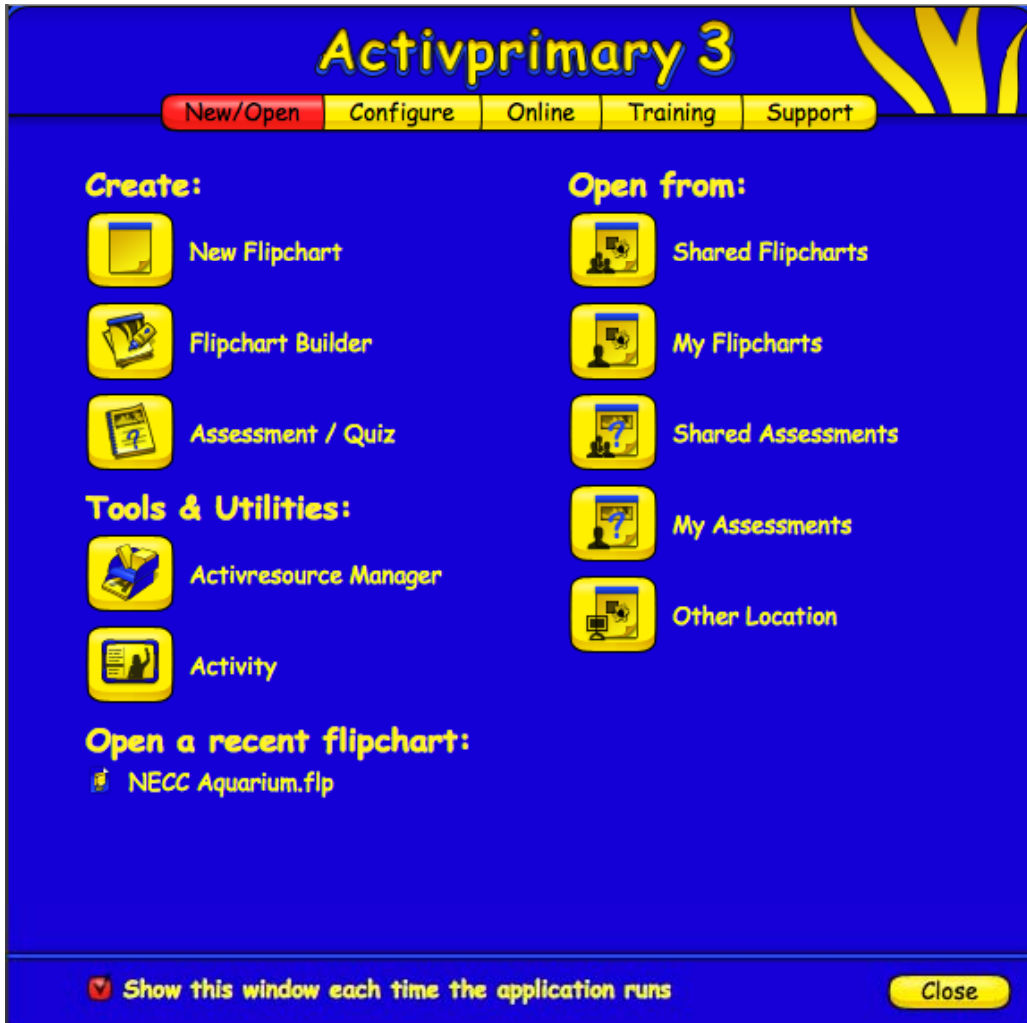 Activprimary 3
New/Open Configure Online Training Support
Create:
New Flipchart
Flipchart Builder
Assessment / Quiz
Tools & Utilities:
Activresource Manager
Activity
Open a recent flipchart:
NECC Aquarium.flp
Open from:
Shared Flipcharts
My Flipcharts
Shared Assessments
My Assessments
Other Location
Show this window each time the application runs
Close